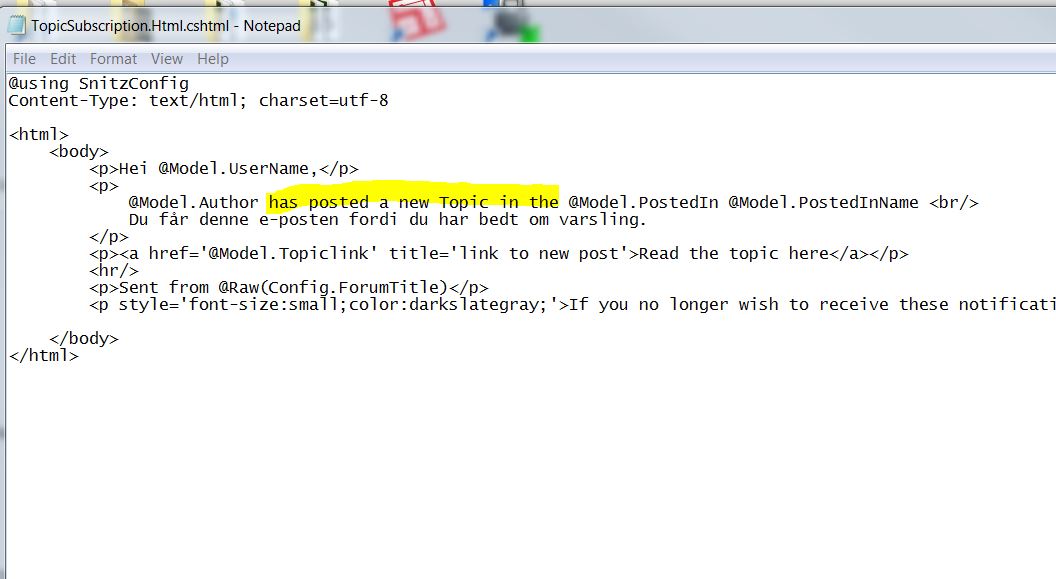 TopicSubscription.Html.cshtml - Notepad
File Edit Format View Help
@using SnitzConfig
Content-Type: text/html; charset=utf-8
<html>
<body>
<p>Hei @Model.UserName,</p>
<p>
@Model.Author has posted a new Topic in the @Model.PostedIn @Model.PostedInName <br/>
Du får denne e-posten fordi du har bedt om varsling.
</p>
<p><a href='@Model.Topiclink' title='link to new post'>Read the topic here</a></p>
<hr/>
<p>Sent from @Raw(Config.ForumTitle)</p>
<p style='font-size:small;color:darkslategray;'>If you no longer wish to receive these notificati
</body>
</html>